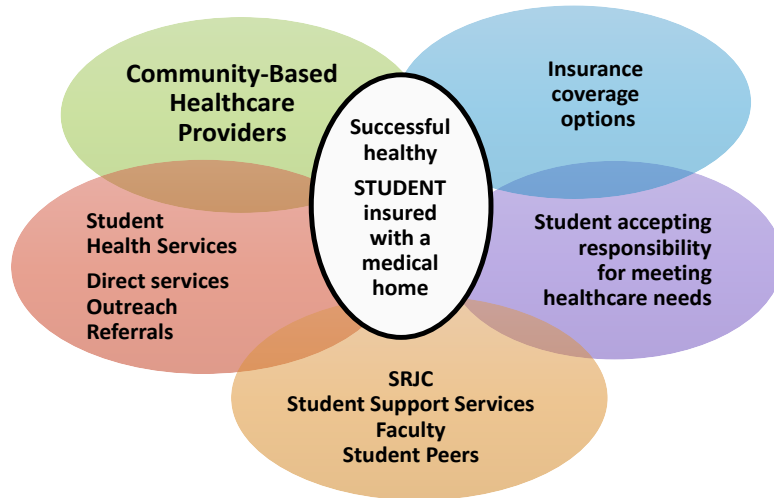 Community-Based
Healthcare
Providers
Insurance
coverage
options
Successful
healthy
STUDENT
insured
with a
medical
home
Student
Health Services
Direct services
Outreach
Referrals
Student accepting
responsibility
for meeting
healthcare needs
SRJC
Student Support Services
Faculty
Student Peers